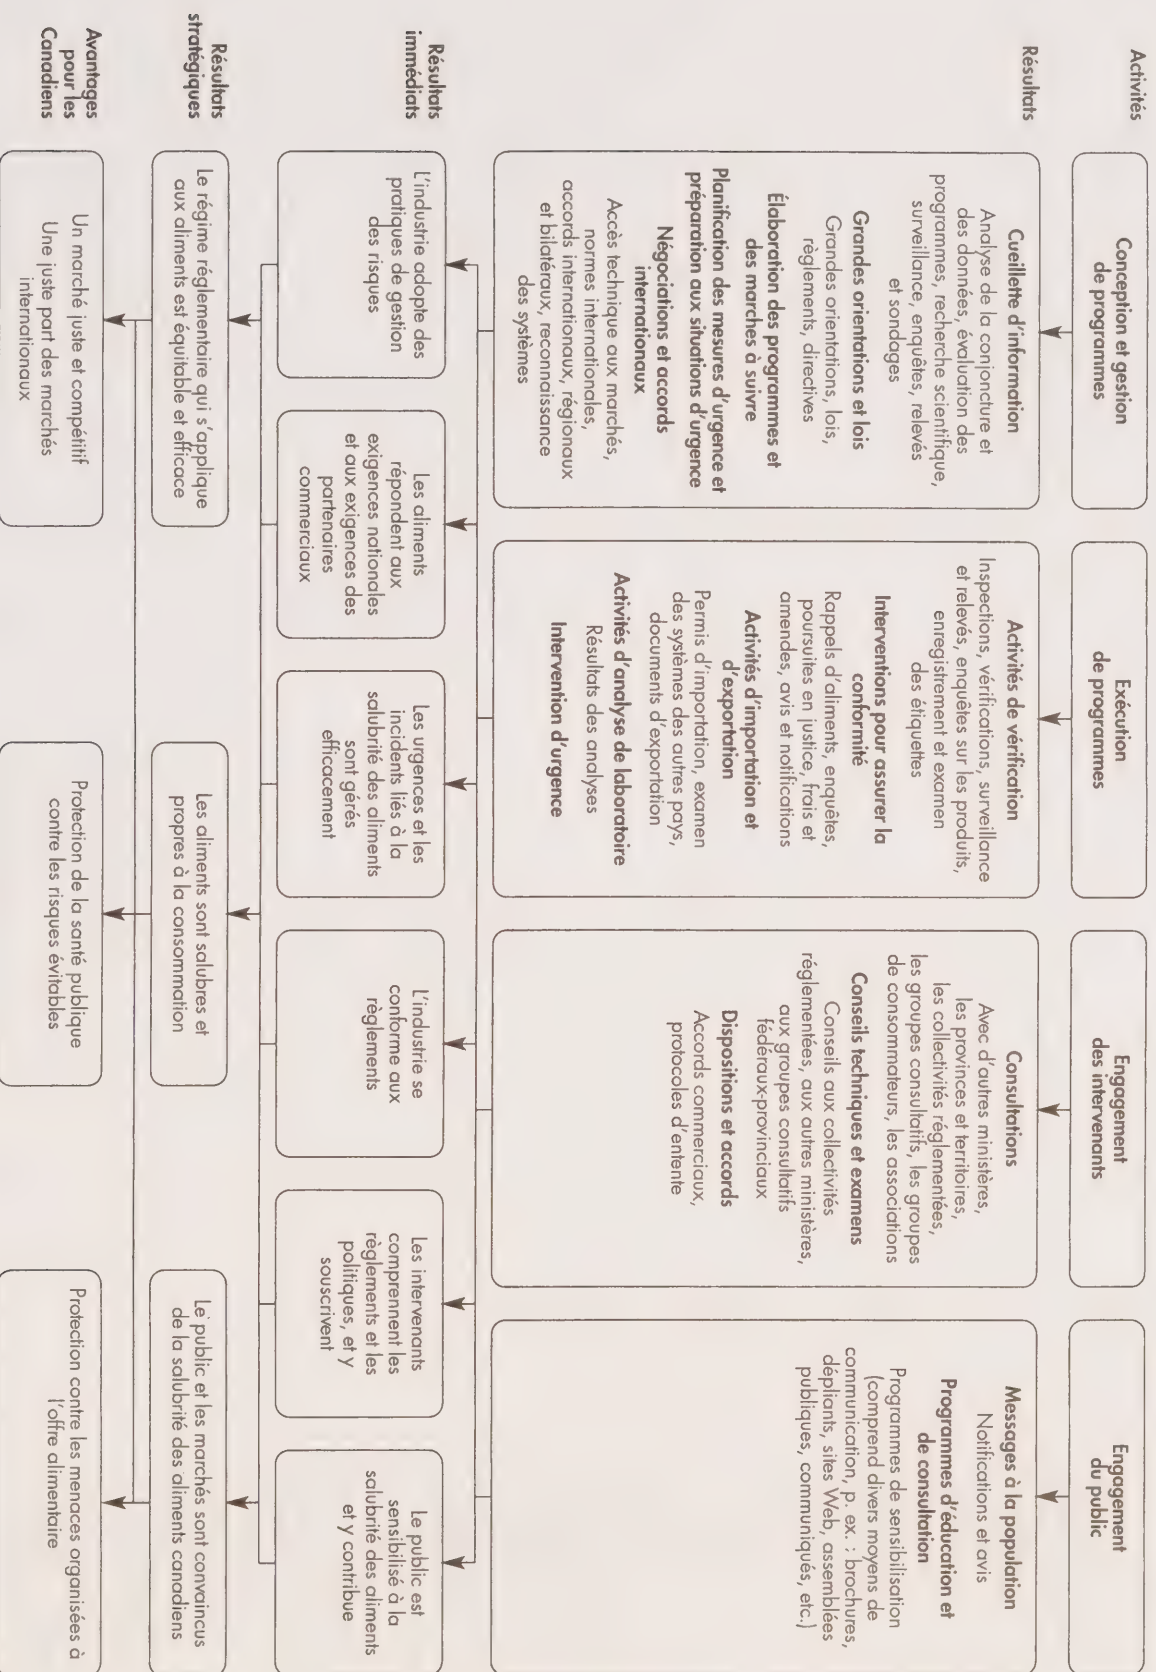 Activités
Conception et gestion
de programmes
Exécution
de programmes
Engagement
des intervenants
Engagement
du public
Résultats
Cueillette d'information
Analyse de la conjoncture et
des données, évaluation des
programmes, recherche scientifique,
surveillance, enquêtes, relevés
et sondages
Grandes orientations et lois
Grandes orientations, lois,
règlements, directives
Élaboration des programmes et
des marches à suivre
Planification des mesures d'urgence et
préparation aux situations d'urgence
Négociations et accords
internationaux
Accès technique aux marchés,
normes internationales,
accords internationaux, régionaux
et bilatéraux, reconnaissance
des systèmes
Activités de vérification
Inspections, vérifications, surveillance
et relevés, enquêtes sur les produits,
enregistrement et examen
des étiquettes
Interventions pour assurer la
conformité
Rappels d'aliments, enquêtes,
poursuites en justice, frais et
amendes, avis et notifications
Activités d'importation et
d'exportation
Permis d'importation, examen
des systèmes des autres pays,
documents d'exportation
Activités d'analyse de laboratoire
Résultats des analyses
Intervention d'urgence
Consultations
Avec d'autres ministères,
les provinces et territoires,
les collectivités réglementées,
les groupes consultatifs, les groupes
de consommateurs, les associations
Conseils techniques et examens
Conseils aux collectivités
réglementées, aux autres ministères,
aux groupes consultatifs
fédéraux-provinciaux
Dispositions et accords
Accords commerciaux,
protocoles d'entente
Messages à la population
Notifications et avis
Programmes d'éducation et
de consultation
Programmes de sensibilisation
(comprend divers moyens de
communication, p. ex. : brochures,
dépliants, sites Web, assemblées
publiques, communiqués, etc.)
Résultats
immédiats
L'industrie adopte des
pratiques de gestion
des risques
Les aliments
répondent aux
exigences nationales
et aux exigences des
partenaires
commerciaux
Les urgences et les
incidents liés à la
salubrité des aliments
sont gérés
efficacement
L'industrie se
conforme aux
règlements
Les intervenants
comprennent les
règlements et les
politiques, et y
souscrivent
Le public est
sensibilisé à la
salubrité des aliments
et y contribue
Résultats
stratégiques
Le régime réglementaire qui s'applique
aux aliments est équitable et efficace
Les aliments sont salubres et
propres à la consommation
Le public et les marchés sont convaincus
de la salubrité des aliments canadiens
Avantages
pour les
Canadiens
Un marché juste et compétitif
Une juste part des marchés
internationaux
Protection de la santé publique
contre les risques évitables
Protection contre les menaces organisées à
l'offre alimentaire